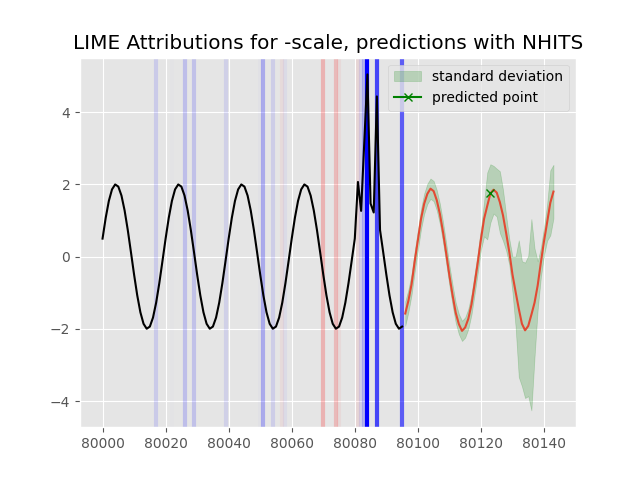 LIME Attributions for -scale, predictions with NHITS
standard deviation
predicted point
4
2
0
−2
−4
80000 80020 80040 80060 80080 80100 80120 80140